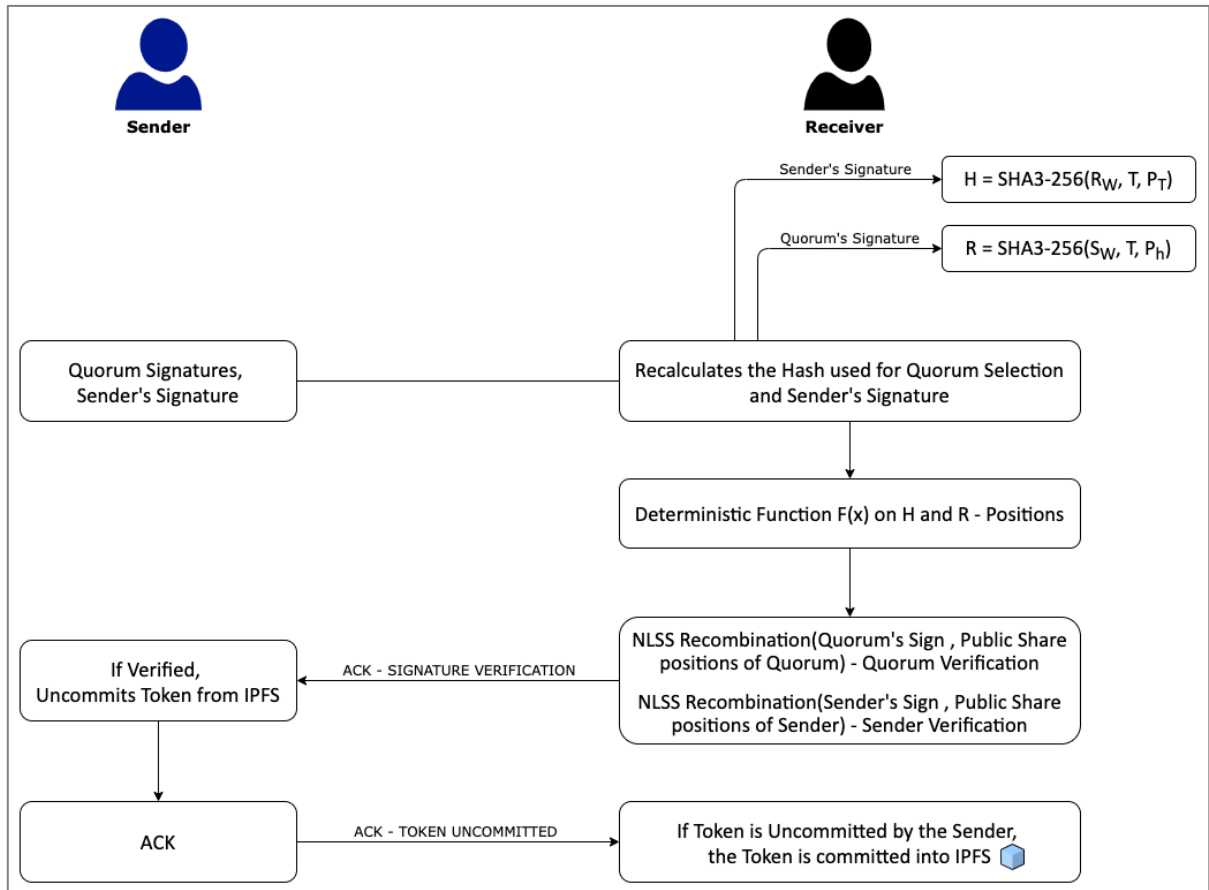 Sender
Receiver
Sender's Signature
H = SHA3-256(R_W, T, P_T)
Quorum's Signature
R = SHA3-256(S_W, T, P_h)
Quorum Signatures,
Sender's Signature
Recalculates the Hash used for Quorum Selection
and Sender's Signature
Deterministic Function F(x) on H and R - Positions
NLSS Recombination(Quorum's Sign , Public Share
positions of Quorum) - Quorum Verification
NLSS Recombination(Sender's Sign , Public Share
positions of Sender) - Sender Verification
ACK - SIGNATURE VERIFICATION
If Verified,
Uncommits Token from IPFS
ACK
ACK - TOKEN UNCOMMITTED
If Token is Uncommitted by the Sender,
the Token is committed into IPFS